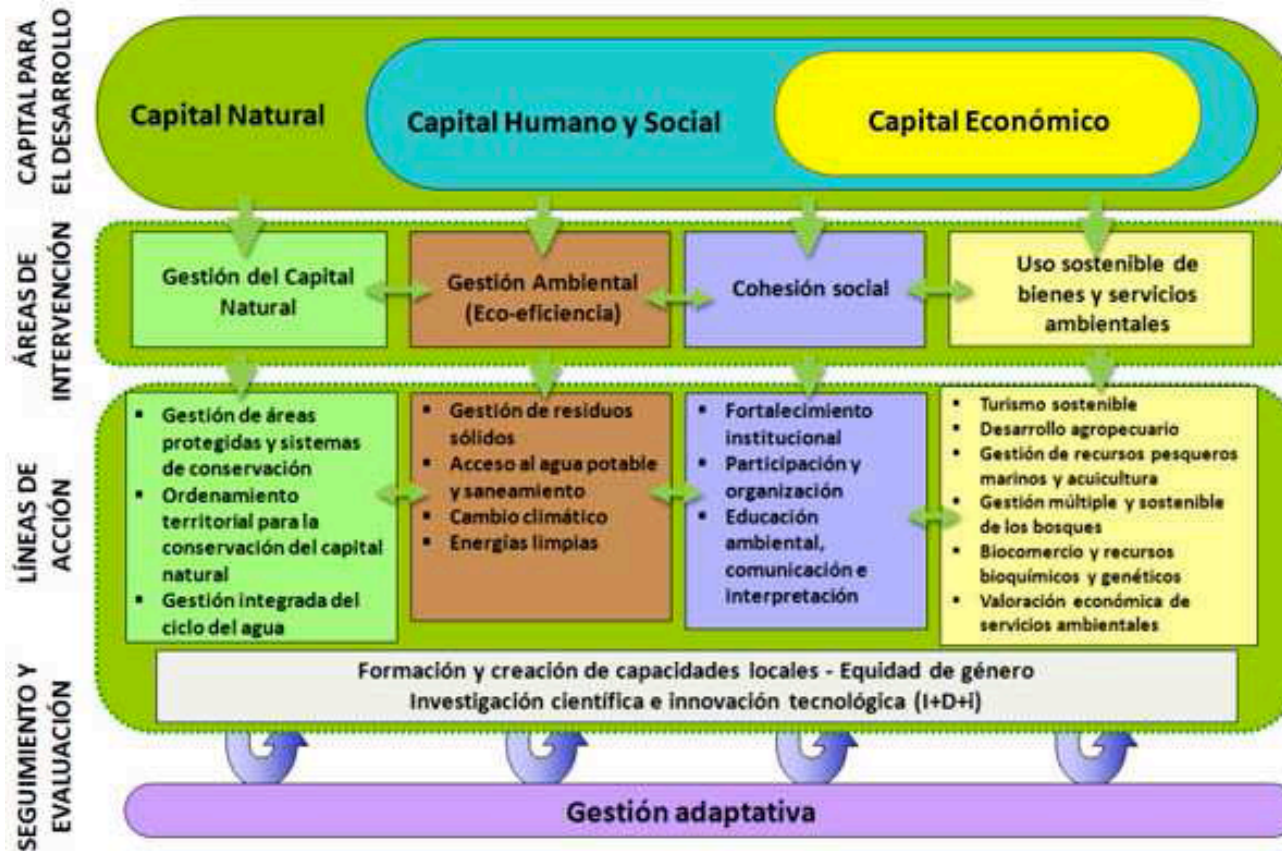 CAPITAL PARA
EL DESARROLLO
Capital Natural
Capital Humano y Social
Capital Económico
ÁREAS DE
INTERVENCIÓN
Gestión del Capital
Natural
Gestión Ambiental
(Eco-eficiencia)
Cohesión social
Uso sostenible de
bienes y servicios
ambientales
LÍNEAS DE
ACCIÓN
▪ Gestión de áreas
protegidas y sistemas
de conservación
▪ Ordenamiento
territorial para la
conservación del capital
natural
▪ Gestión integrada del
ciclo del agua
▪ Gestión de residuos
sólidos
▪ Acceso al agua potable
y saneamiento
▪ Cambio climático
▪ Energías limpias
▪ Fortalecimiento
institucional
▪ Participación y
organización
▪ Educación
ambiental,
comunicación e
interpretación
▪ Turismo sostenible
▪ Desarrollo agropecuario
▪ Gestión de recursos pesqueros
marinos y acuicultura
▪ Gestión múltiple y sostenible
de los bosques
▪ Biocomercio y recursos
bioquímicos y genéticos
▪ Valoración económica de
servicios ambientales
SEGUIMIENTO Y
EVALUACIÓN
Formación y creación de capacidades locales - Equidad de género
Investigación científica e innovación tecnológica (I+D+i)
Gestión adaptativa